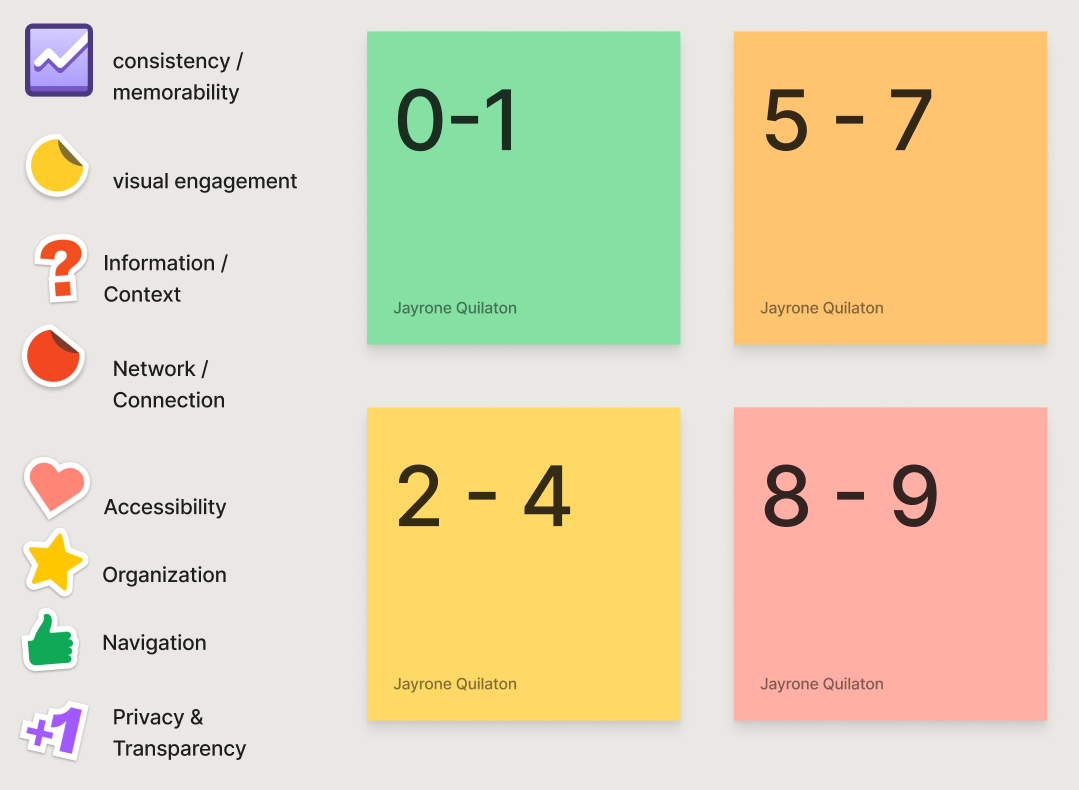 consistency /
memorability
visual engagement
Information /
Context
Network /
Connection
Accessibility
Organization
Navigation
+1
Privacy &
Transparency
0-1
Jayrone Quilaton
5 - 7
Jayrone Quilaton
2 - 4
Jayrone Quilaton
8 - 9
Jayrone Quilaton